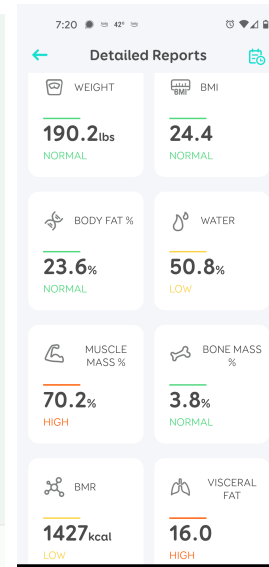 7:20 42°
Detailed Reports
WEIGHT
BMI BMI
190.2lbs
24.4
NORMAL
NORMAL
BODY FAT %
WATER
23.6%
50.8%
NORMAL
LOW
MUSCLE
MASS %
BONE MASS
%
70.2%
3.8%
HIGH
NORMAL
BMR
VISCERAL
FAT
1427kcal
16.0
LOW
HIGH